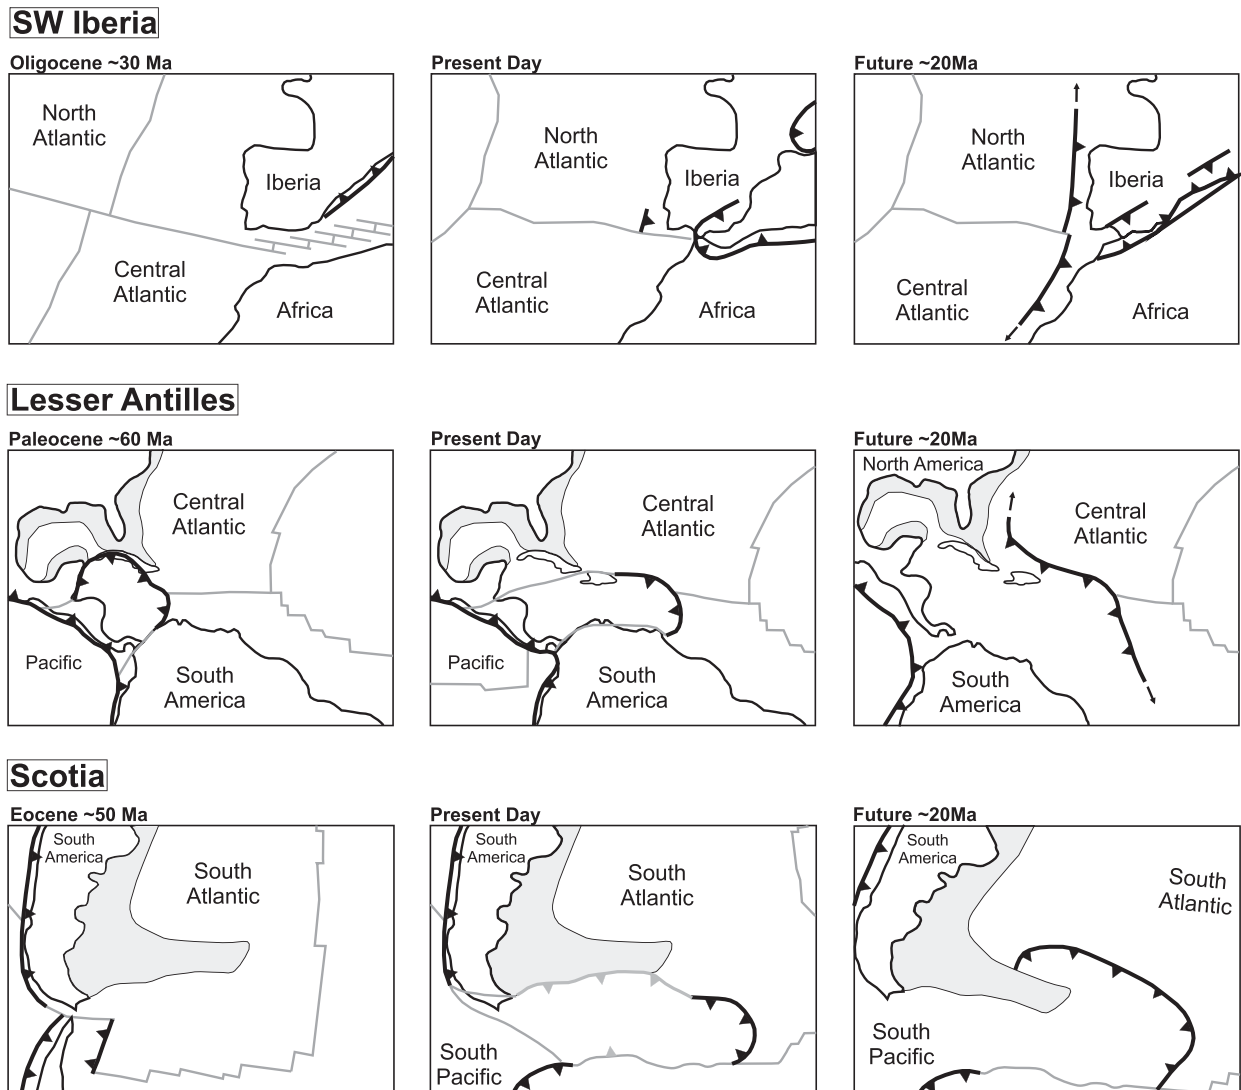 SW Iberia
Oligocene ~30 Ma
North
Atlantic
Iberia
Central
Atlantic
Africa
Present Day
North
Atlantic
Iberia
Central
Atlantic
Africa
Future ~20Ma
North
Atlantic
Iberia
Central
Atlantic
Africa
Lesser Antilles
Paleocene ~60 Ma
Central
Atlantic
Pacific
South
America
Present Day
Central
Atlantic
Pacific
South
America
Future ~20Ma
North America
Central
Atlantic
South
America
Scotia
Eocene ~50 Ma
South
America
South
Atlantic
Present Day
South
America
South
Atlantic
South
Pacific
Future ~20Ma
South
America
South
Atlantic
South
Pacific